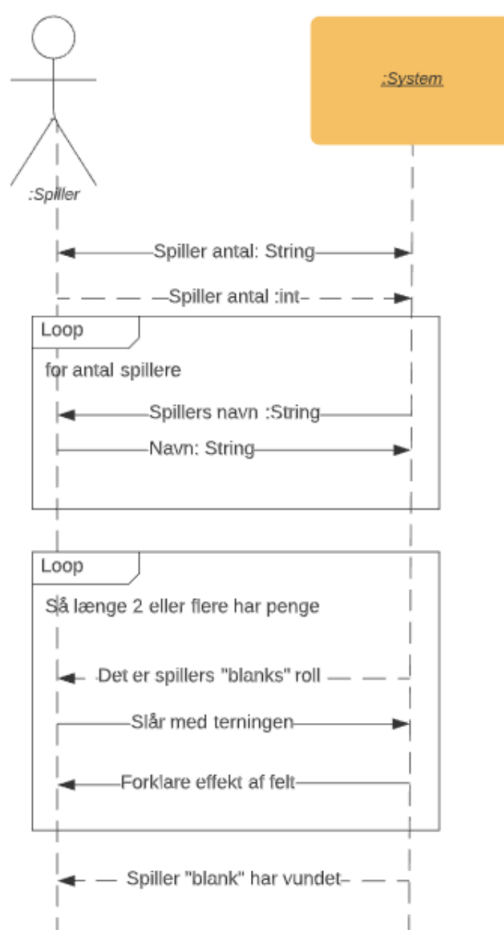 :System
:Spiller
Spiller antal: String
Spiller antal :int
Loop
for antal spillere
Spillers navn :String
Navn: String
Loop
Så længe 2 eller flere har penge
Det er spillers "blanks" roll
Slår med terningen
Forklare effekt af felt
Spiller "blank" har vundet